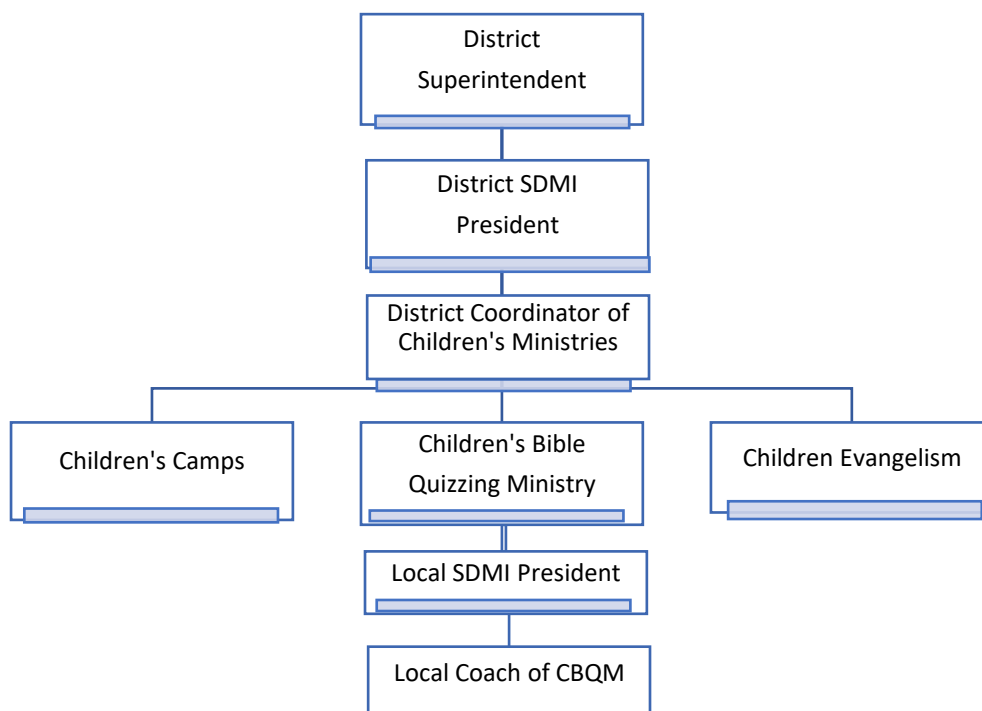 District
Superintendent
District SDMI
President
District Coordinator of
Children's Ministries
Children's Camps
Children's Bible
Quizzing Ministry
Children Evangelism
Local SDMI President
Local Coach of CBQM